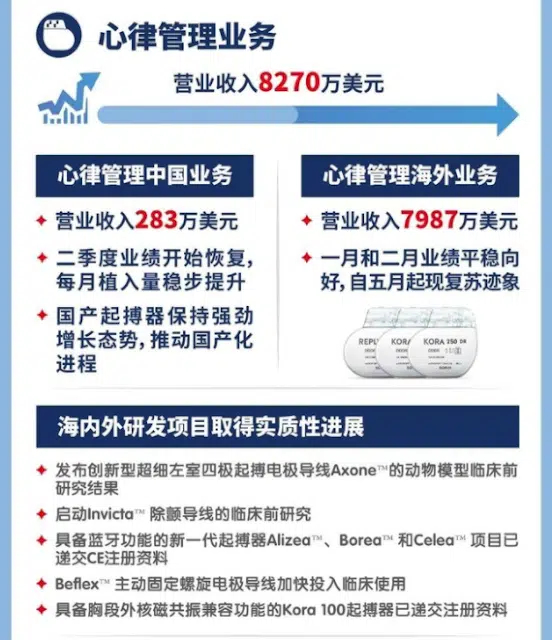 心律管理业务
营业收入8270万美元
心律管理中国业务
营业收入283万美元
二季度业绩开始恢复,
每月植入量稳步提升
国产起搏器保持强劲
增长态势,推动国产化
进程
心律管理海外业务
营业收入7987万美元
一月和二月业绩平稳向
好,自五月起现复苏迹象
KORA 250 DR
海内外研发项目取得实质性进展
发布创新型超细左室四极起搏电极导线Axone™的动物模型临床前
研究结果
启动Invicta™ 除颤导线的临床前研究
具备蓝牙功能的新一代起搏器Alizea™、Borea™ 和Celea™ 项目已
递交CE注册资料
Beflex™ 主动固定螺旋电极导线加快投入临床使用
具备胸段外核磁共振兼容功能的Kora 100起搏器已递交注册资料